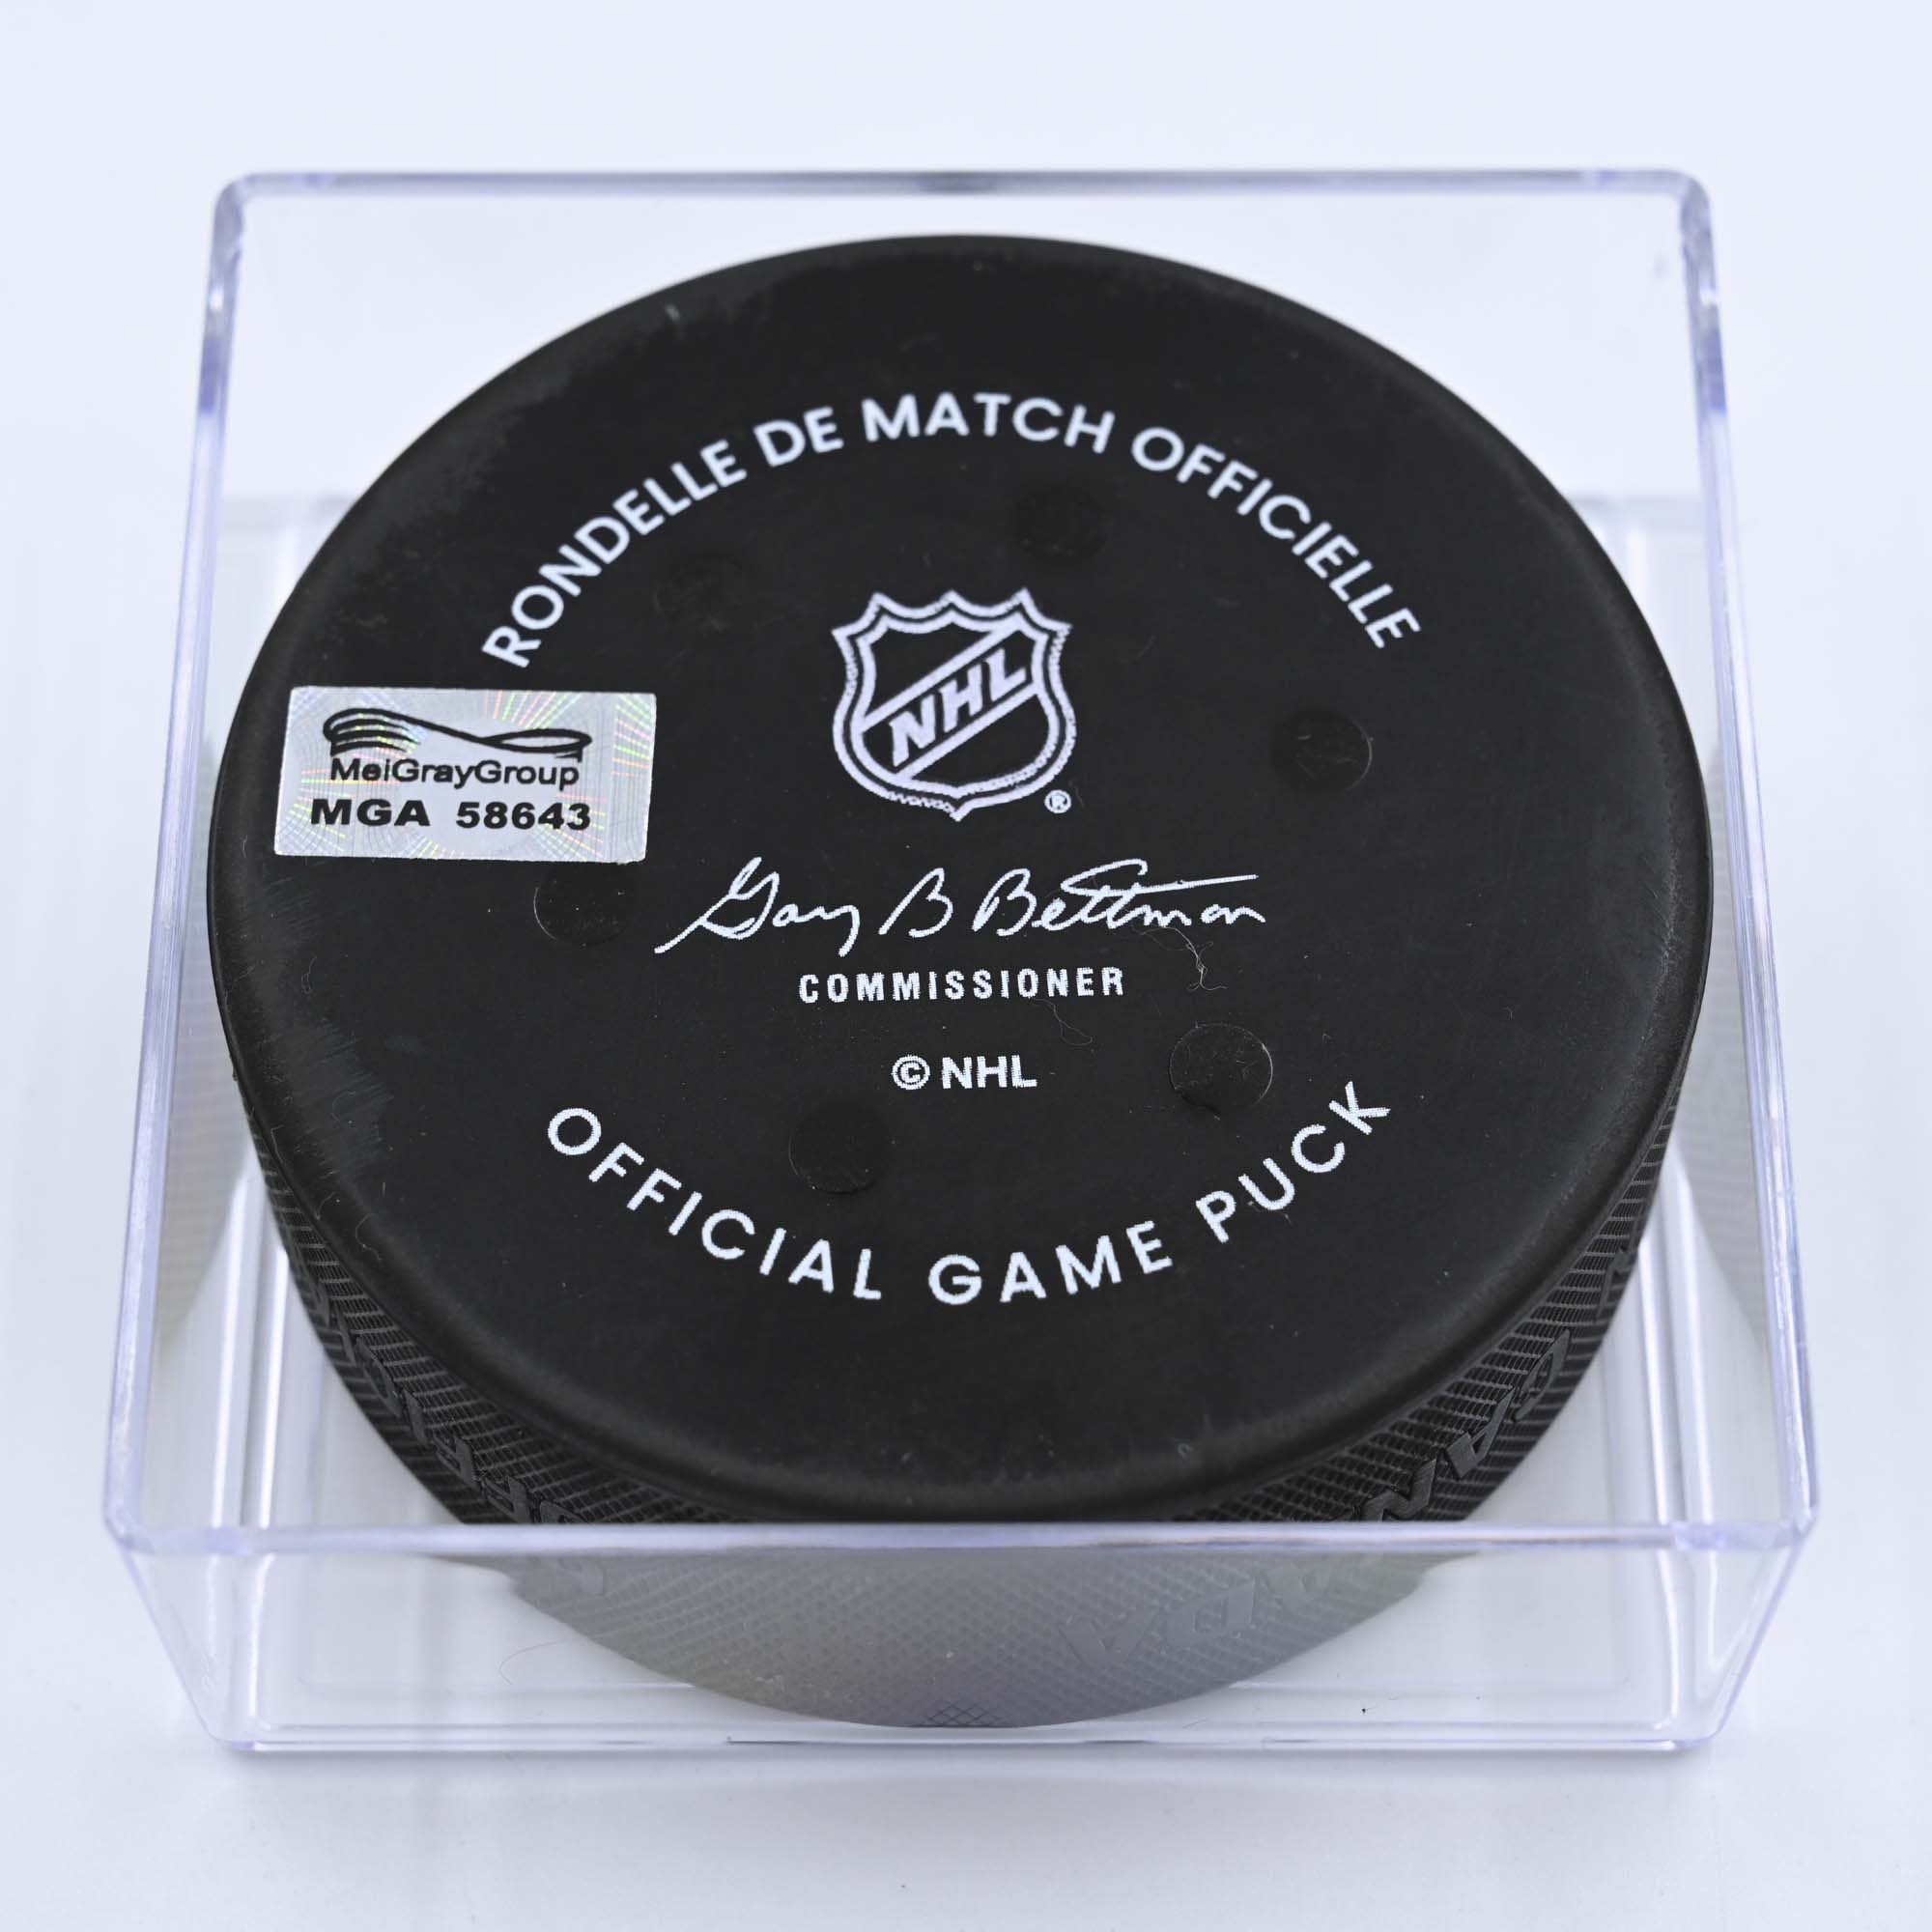 RONDELLE DE MATCH OFFICIELLE
NHL
®
MeiGrayGroup
MGA 58643
Gary B Bettman
COMMISSIONER
© NHL
OFFICIAL GAME PUCK